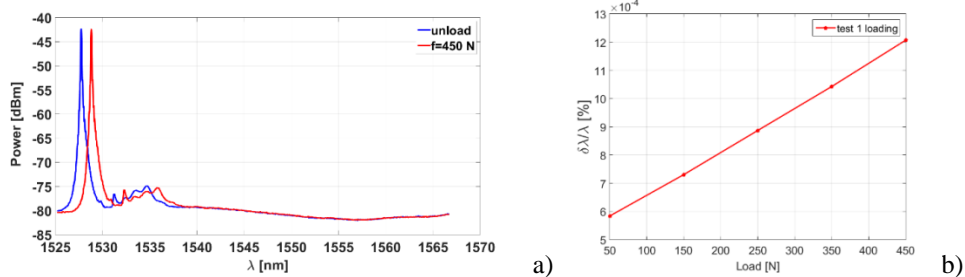 -40
-45
-50
-55
-60
-65
-70
-75
-80
-85
Power [dBm]
unload
f=450 N
1525 1530 1535 1540 1545 1550 1555 1560 1565 1570
λ [nm]
a)
×10⁻⁴
13
12
11
10
9
8
7
6
5
δλ/λ [%]
test 1 loading
50 100 150 200 250 300 350 400 450
Load [N]
b)